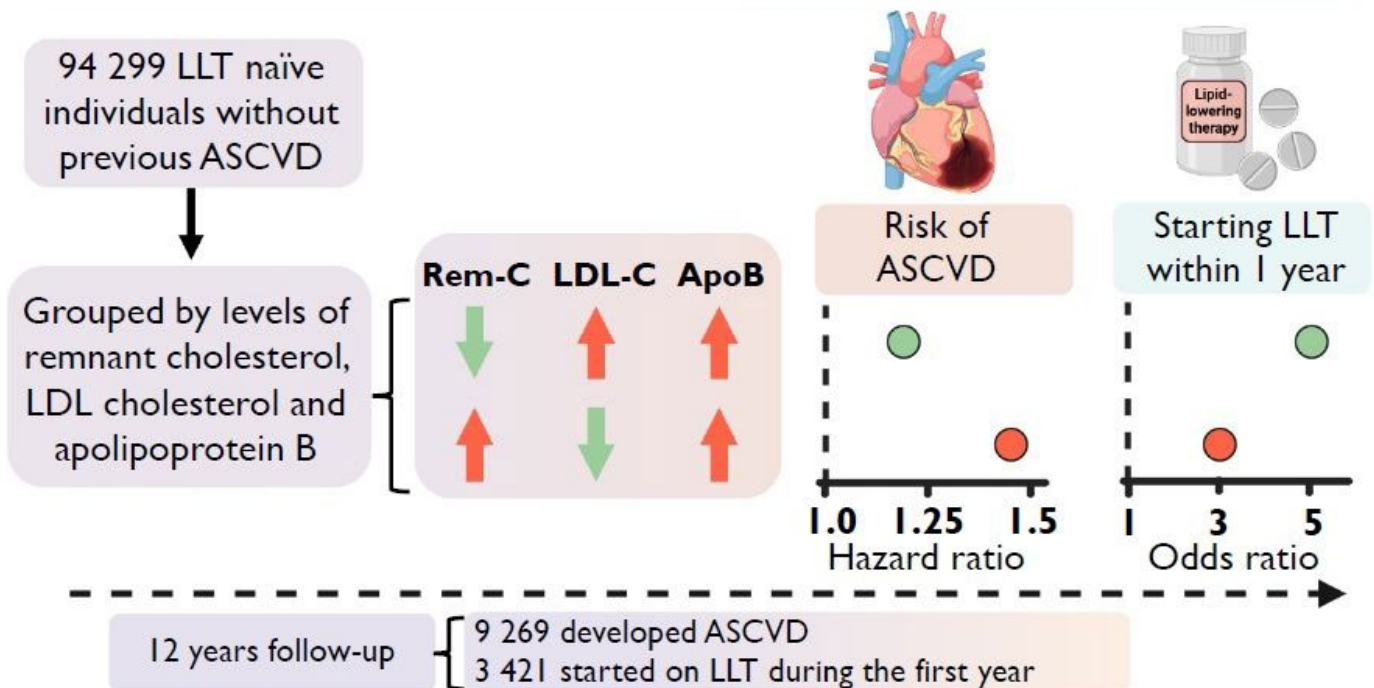 94 299 LLT naïve
individuals without
previous ASCVD
Grouped by levels of
remnant cholesterol,
LDL cholesterol and
apolipoprotein B
Rem-C LDL-C ApoB
Risk of
ASCVD
1.0 1.25 1.5
Hazard ratio
Lipid-
lowering
therapy
Starting LLT
within 1 year
1 3 5
Odds ratio
12 years follow-up
9 269 developed ASCVD
3 421 started on LLT during the first year